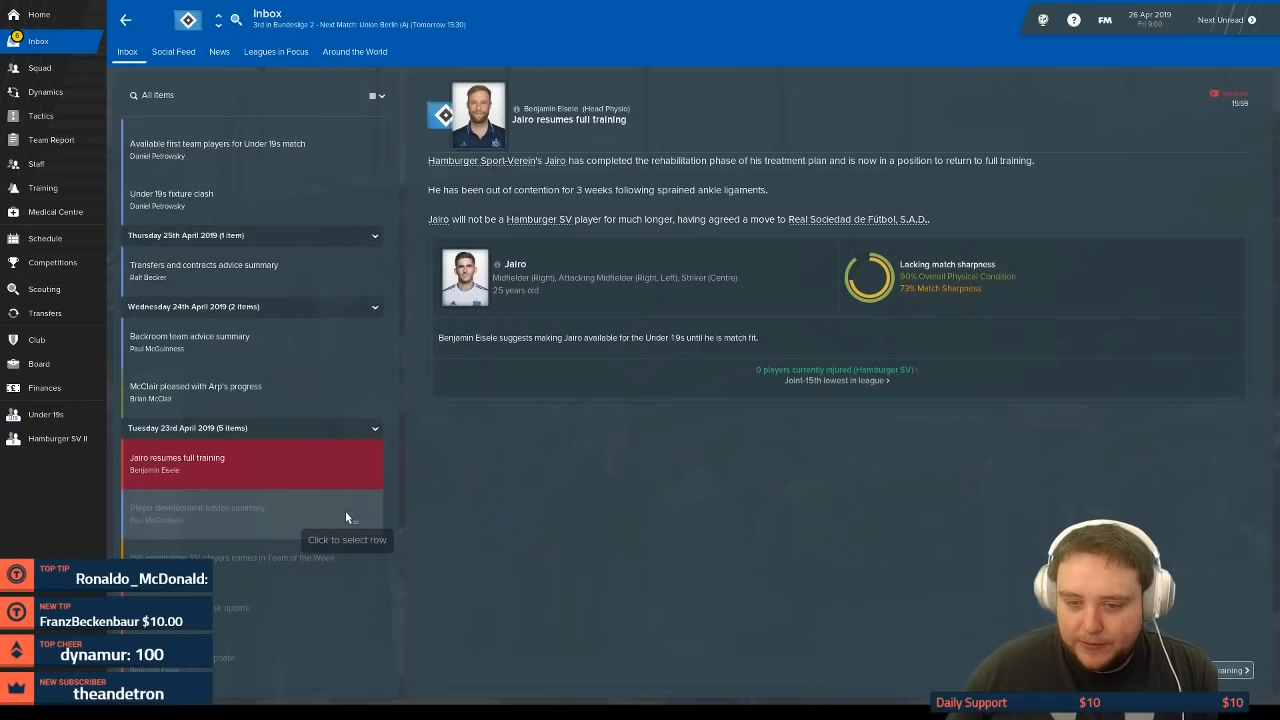 Home
Inbox
6
Squad
Dynamics
Tactics
Team Report
Staff
Training
Medical Centre
Schedule
Competitions
Scouting
Transfers
Club
Board
Finances
Under 19s
Hamburger SV II
Inbox
3rd in Bundesliga 2 - Next Match: Union Berlin (A) (Tomorrow 15:30)
FM
26 Apr 2019
Fri 9:00
Next Unread
Inbox
Social Feed
News
Leagues in Focus
Around the World
All Items
Available first team players for Under 19s match
Daniel Petrowsky
Under 19s fixture clash
Daniel Petrowsky
Thursday 25th April 2019 (1 item)
Transfers and contracts advice summary
Ralf Becker
Wednesday 24th April 2019 (2 items)
Backroom team advice summary
Paul McGuinness
McClair pleased with Arp's progress
Brian McClair
Tuesday 23rd April 2019 (5 items)
Jairo resumes full training
Benjamin Eisele
Player development advice summary
Paul McGuinness
Click to select row
SV players named in Team of the Week
sk update
pdate
Benjamin Eisele (Head Physio)
Jairo resumes full training
15:59
Hamburger Sport-Verein's Jairo has completed the rehabilitation phase of his treatment plan and is now in a position to return to full training.
He has been out of contention for 3 weeks following sprained ankle ligaments.
Jairo will not be a Hamburger SV player for much longer, having agreed a move to Real Sociedad de Fútbol, S.A.D..
Jairo
Midfielder (Right), Attacking Midfielder (Right, Left), Striker (Centre)
25 years old
Lacking match sharpness
90% Overall Physical Condition
73% Match Sharpness
Benjamin Eisele suggests making Jairo available for the Under 19s until he is match fit.
0 players currently injured (Hamburger SV)
Joint-15th lowest in league >
raining >
TOP TIP
Ronaldo_McDonald:
NEW TIP
FranzBeckenbaur $10.00
TOP CHEER
dynamur: 100
NEW SUBSCRIBER
theandetron
Daily Support $10 $10